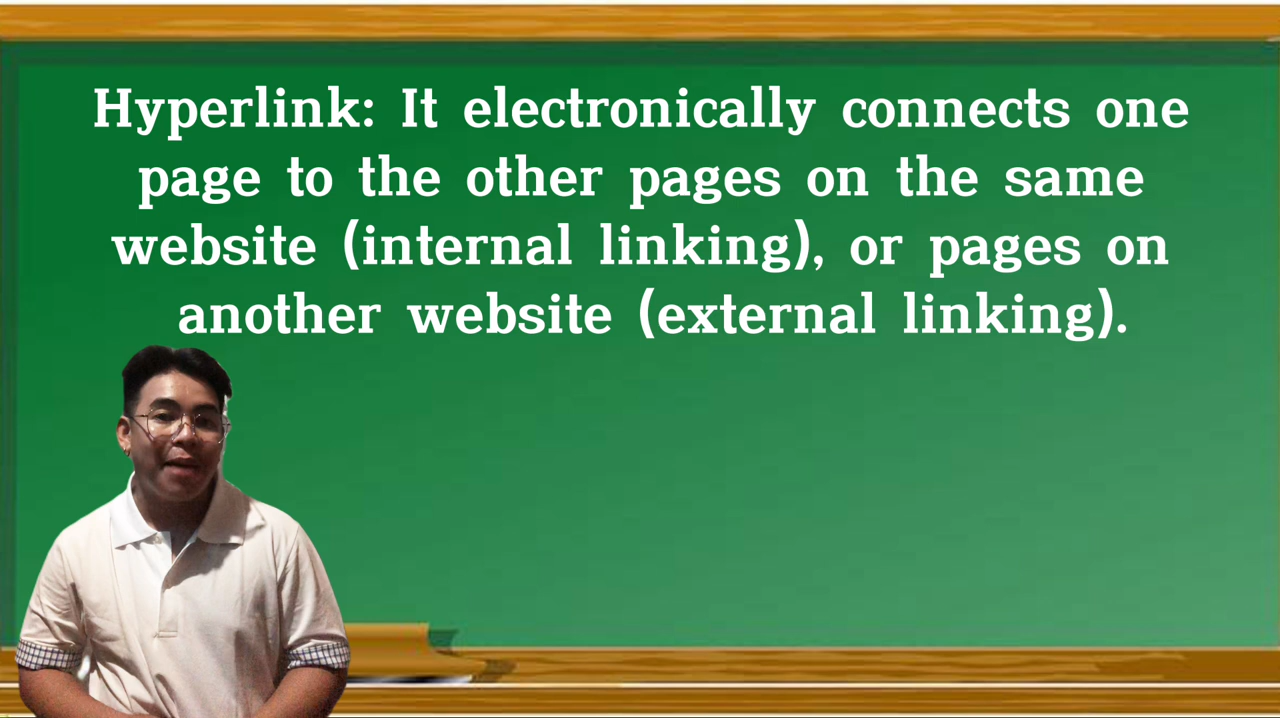 Hyperlink: It electronically connects one
page to the other pages on the same
website (internal linking), or pages on
another website (external linking).